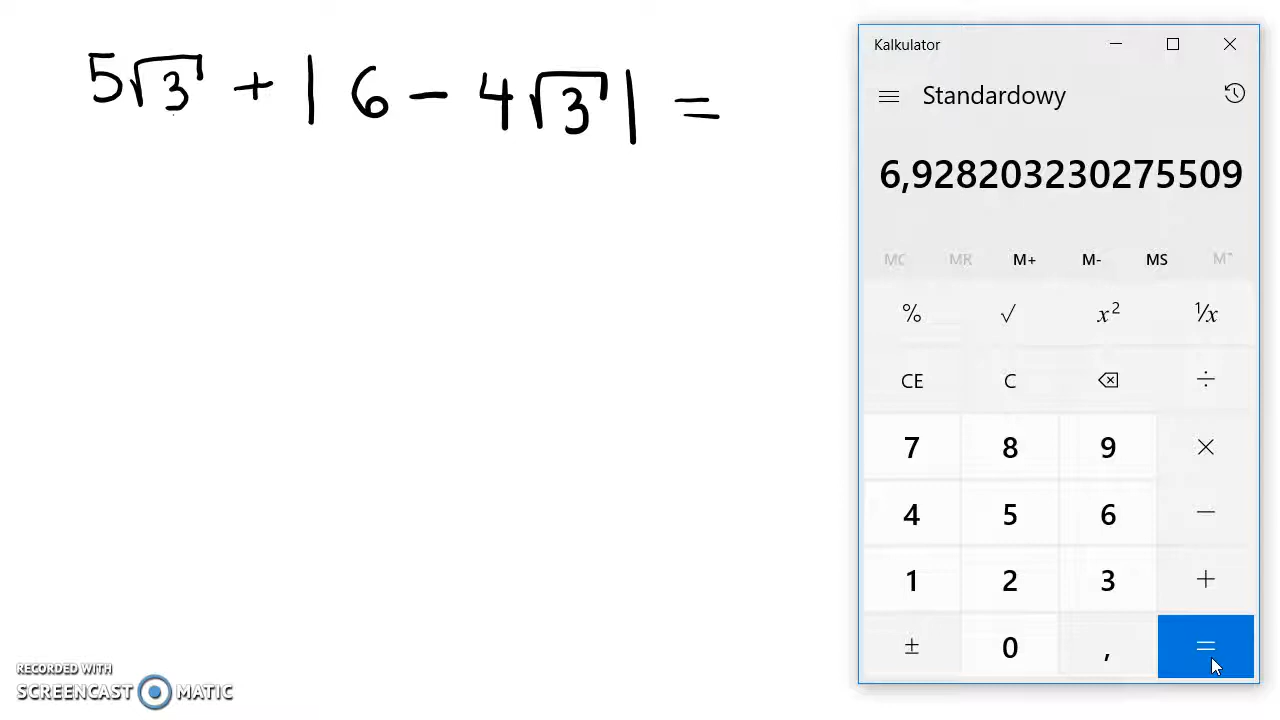 5√3 + | 6 - 4√3 | =
Kalkulator
Standardowy
6,928203230275509
MC MR M+ M- MS M˅
% √ x² ¹/x
CE C ÷
7 8 9 ×
4 5 6 −
1 2 3 +
± 0 , =
RECORDED WITH
SCREENCAST MATIC